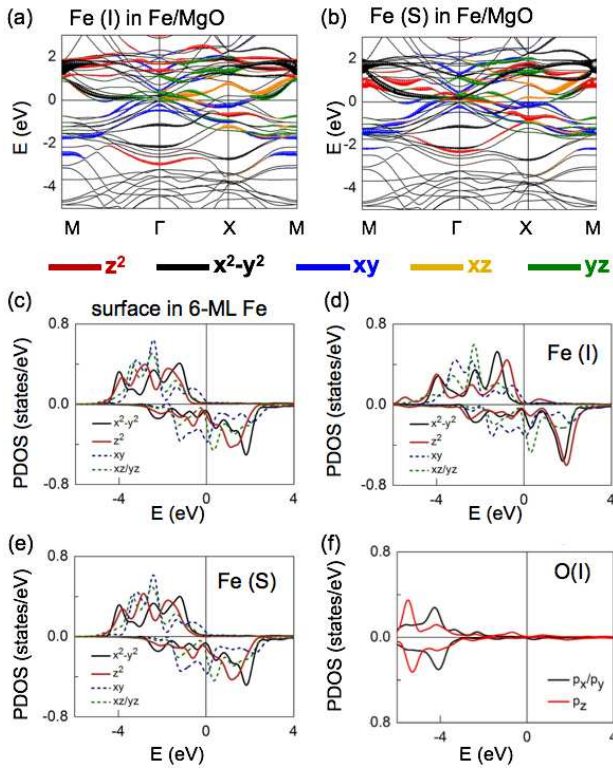 (a) Fe (I) in Fe/MgO (b) Fe (S) in Fe/MgO
2 2
0 0
-2 -2
-4 -4
E (eV) E (eV)
M Γ X M M Γ X M
z² x²-y² xy xz yz
(c) surface in 6-ML Fe (d)
0.8 0.8
Fe (I)
PDOS (states/eV) PDOS (states/eV)
0.0 0.0
x²-y² x²-y²
z² z²
xy xy
xz/yz xz/yz
-0.8 -0.8
-4 0 4 -4 0 4
E (eV) E (eV)
(e) (f)
0.8 0.8
Fe (S) O(I)
PDOS (states/eV) PDOS (states/eV)
0.0 0.0
x²-y²
z² pₓ/pᵧ
xy p_z
xz/yz
-0.8 0.8
-4 0 4 -4 0 4
E (eV) E (eV)